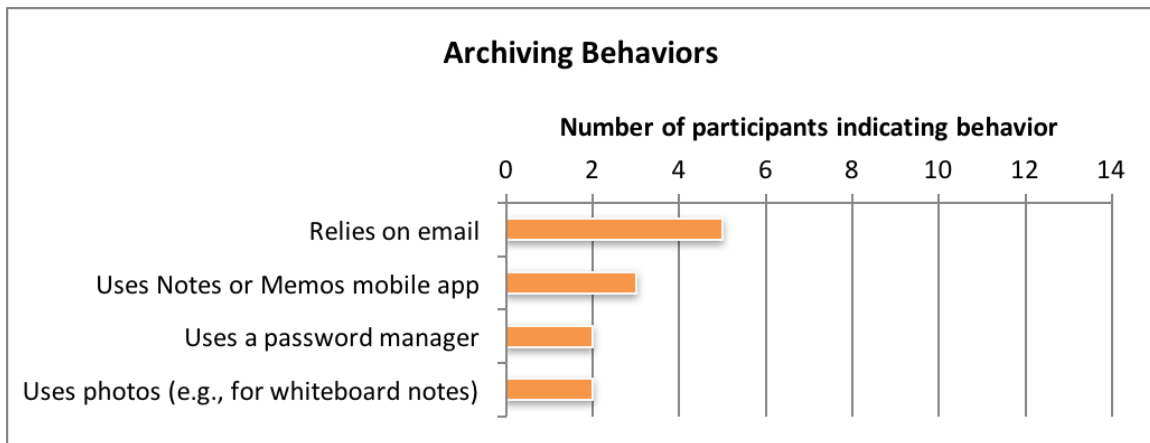 Archiving Behaviors
Number of participants indicating behavior
0 2 4 6 8 10 12 14
Relies on email
Uses Notes or Memos mobile app
Uses a password manager
Uses photos (e.g., for whiteboard notes)